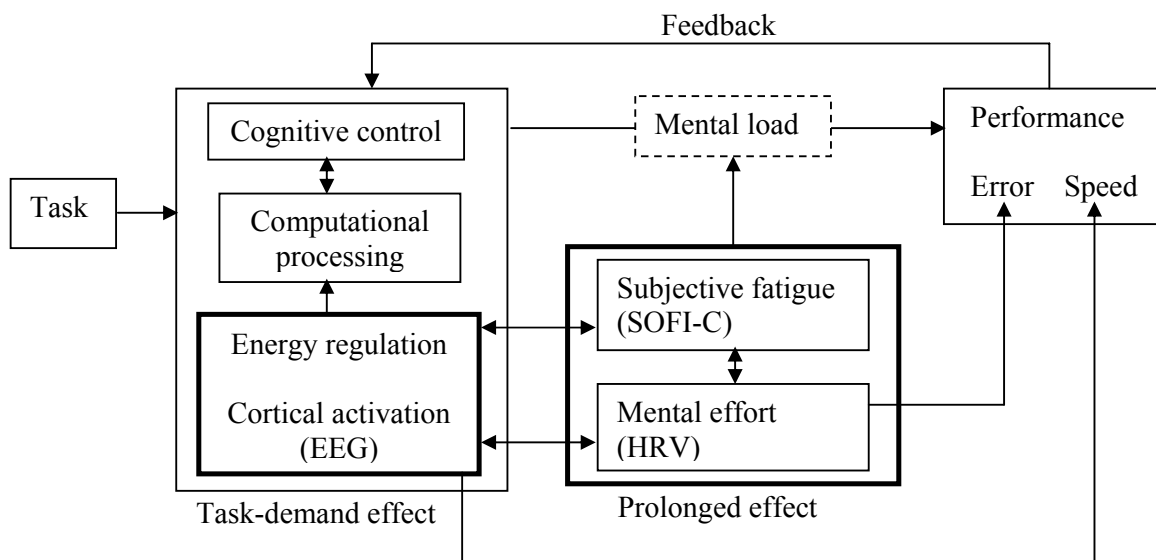 Feedback
Cognitive control
Mental load
Performance
Error Speed
Task
Computational
processing
Subjective fatigue
(SOFI-C)
Energy regulation
Cortical activation
(EEG)
Mental effort
(HRV)
Task-demand effect
Prolonged effect